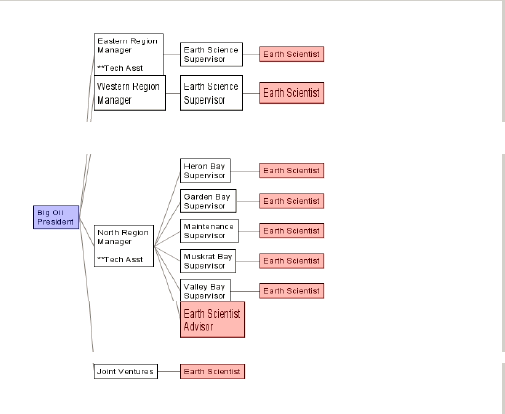 Eastern Region
Manager
**Tech Asst
Earth Science
Supervisor
Earth Scientist
Western Region
Manager
Earth Science
Supervisor
Earth Scientist
Big Oil
President
North Region
Manager
**Tech Asst
Heron Bay
Supervisor
Earth Scientist
Garden Bay
Supervisor
Earth Scientist
Maintenance
Supervisor
Earth Scientist
Muskrat Bay
Supervisor
Earth Scientist
Valley Bay
Supervisor
Earth Scientist
Earth Scientist
Advisor
Joint Ventures
Earth Scientist